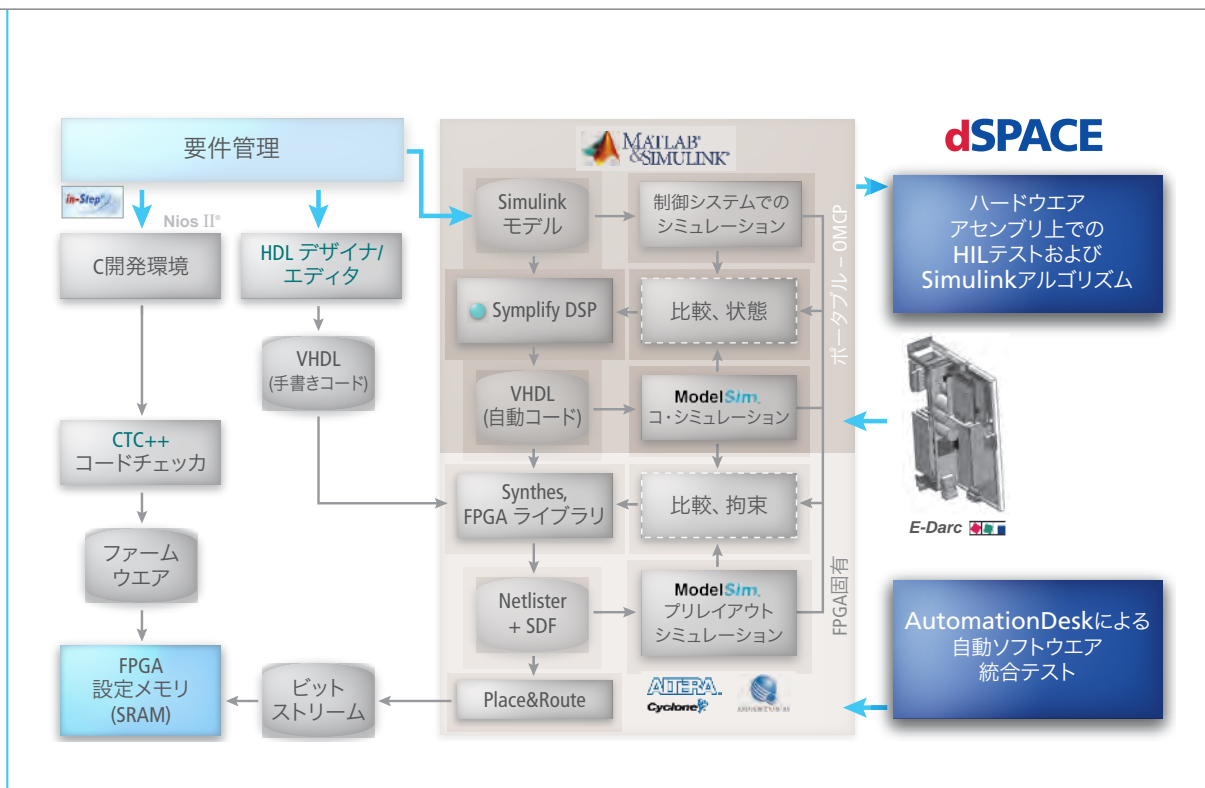 要件管理
in-Step
Nios II®
C開発環境
HDL デザイナ/
エディタ
VHDL
(手書きコード)
CTC++
コードチェッカ
ファーム
ウエア
FPGA
設定メモリ
(SRAM)
ビット
ストリーム
MATLAB®
&SIMULINK®
Simulink
モデル
制御システムでの
シミュレーション
Symplify DSP
比較、状態
VHDL
(自動コード)
ModelSim.
コ・シミュレーション
Synthes,
FPGA ライブラリ
比較、拘束
Netlister
+ SDF
ModelSim.
プリレイアウト
シミュレーション
Place&Route
ALTERA.
Cyclone
ポータブル – OMCP
FPGA固有
dSPACE
ハードウエア
アセンブリ上での
HILテストおよび
Simulinkアルゴリズム
E-Darc
AutomationDeskによる
自動ソフトウエア
統合テスト